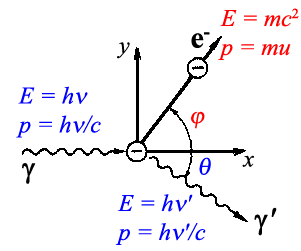 E = mc²
p = mu
e-
y
E = hν
p = hν/c
φ
θ
x
γ
E = hν′
p = hν′/c
γ′